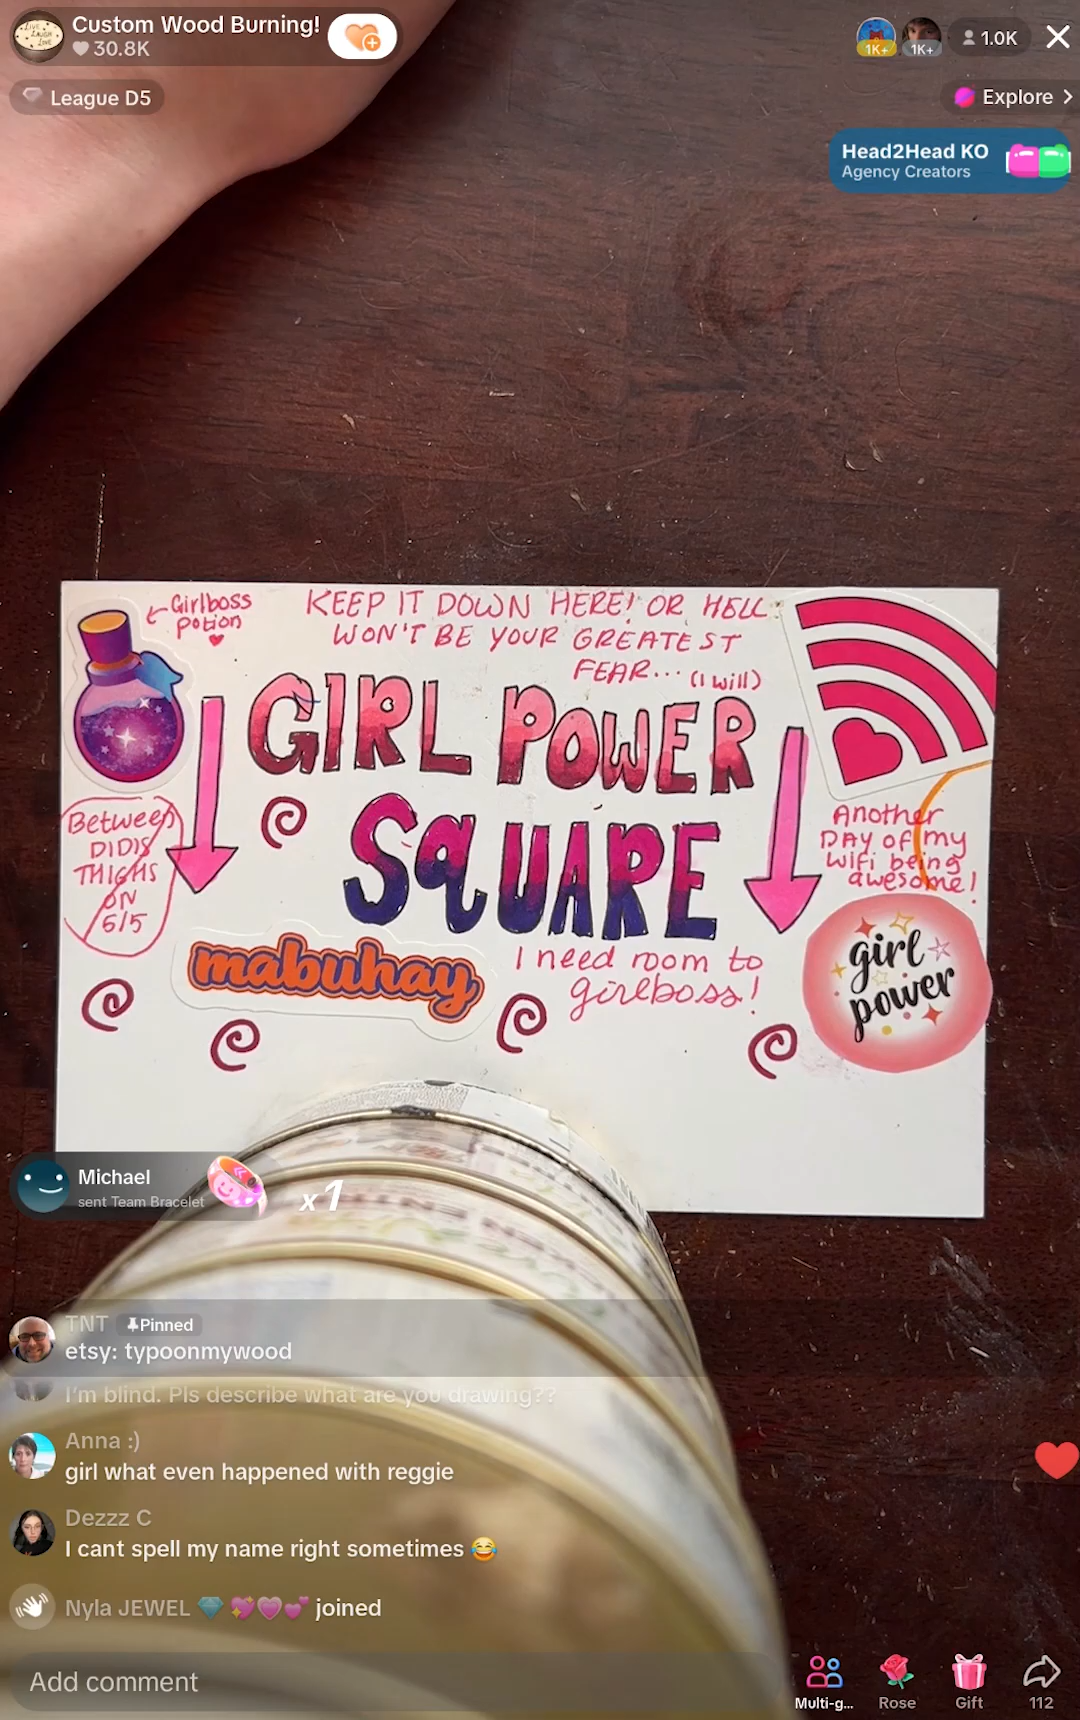 Custom Wood Burning!
30.8K
1K+
1K+
1.0K
League D5
Explore
Head2Head KO
Agency Creators
Girlboss
potion
KEEP IT DOWN HERE! OR HELL
WON'T BE YOUR GREATEST
FEAR... (I will)
GIRL POWER
SQUARE
Between
DIDIS
THIGHS
ON
6/5
Another
DAY OF my
wifi being
awesome!
mabuhay
I need room to
girlboss!
girl
power
Michael
sent Team Bracelet
x1
TNT Pinned
etsy: typoonmywood
I'm blind. Pls describe what are you drawing??
Anna :)
girl what even happened with reggie
Dezzz C
I cant spell my name right sometimes 😂
Nyla JEWEL 💎💖🩷💕 joined
Add comment
Multi-g...
Rose
Gift
112